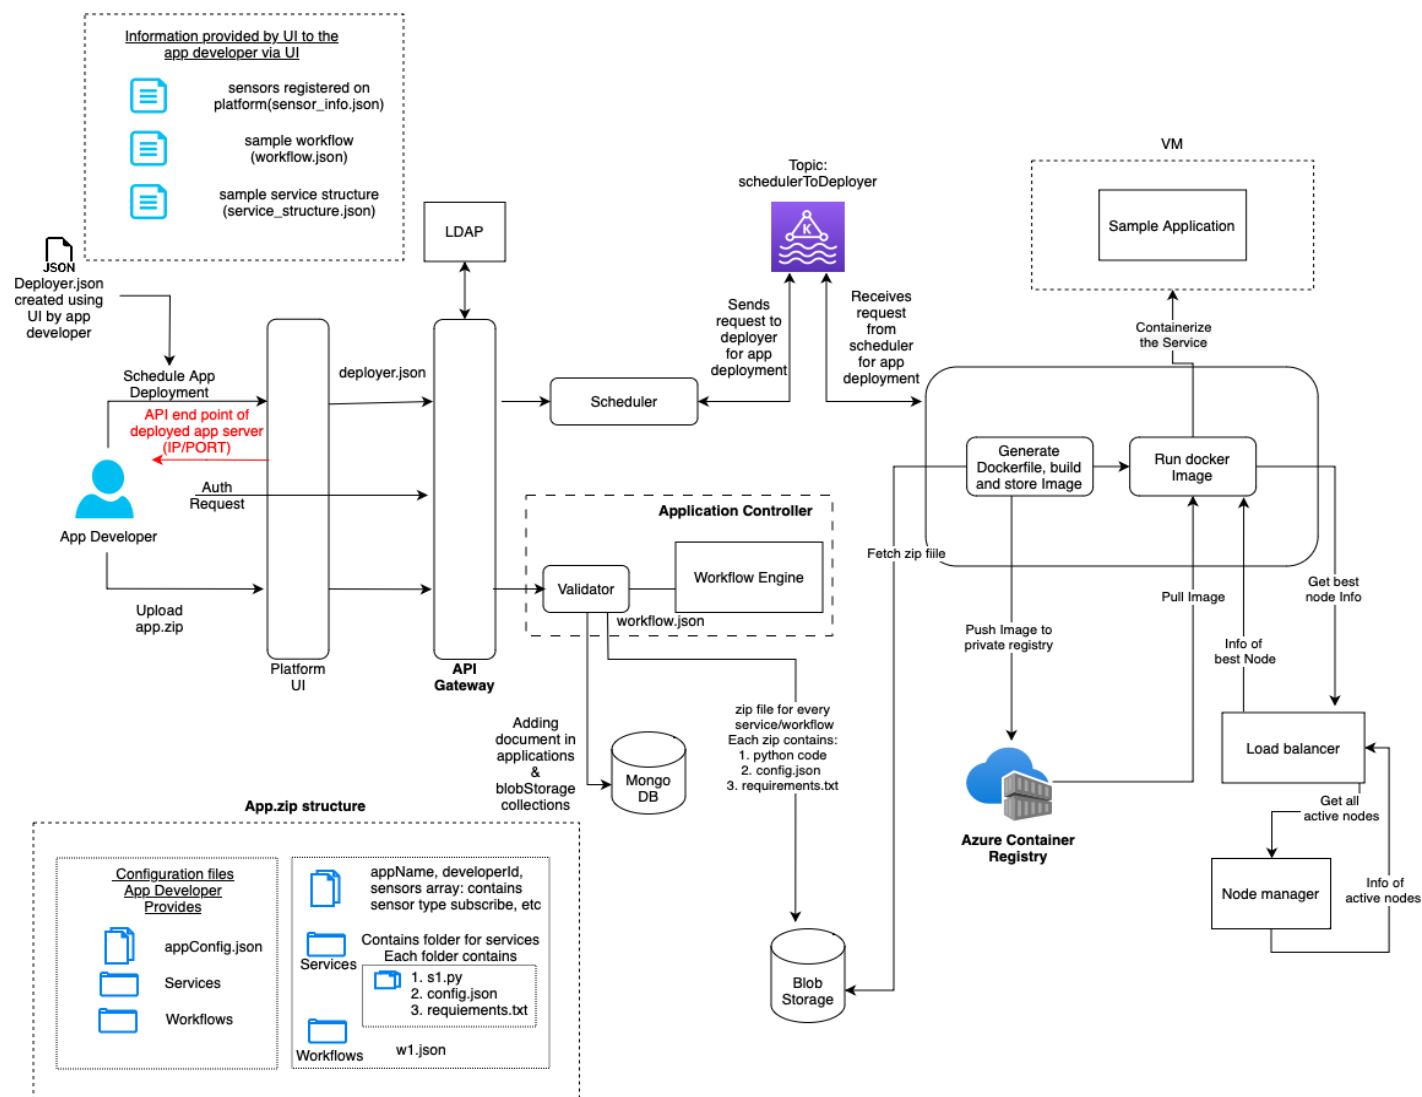 Information provided by UI to the
app developer via UI
sensors registered on
platform(sensor_info.json)
sample workflow
(workflow.json)
sample service structure
(service_structure.json)
JSON
Deployer.json
created using
UI by app
developer
LDAP
Topic:
schedulerToDeployer
K
VM
Sample Application
Containerize
the Service
Schedule App
Deployment
deployer.json
API end point of
deployed app server
(IP/PORT)
Auth
Request
App Developer
Upload
app.zip
Platform
UI
API
Gateway
Scheduler
Sends
request to
deployer
for app
deployment
Receives
request
from
scheduler
for app
deployment
Generate
Dockerfile, build
and store Image
Run docker
Image
Application Controller
Validator
Workflow Engine
workflow.json
Fetch zip fiile
Push Image to
private registry
Pull Image
Get best
node Info
Info of
best Node
Adding
document in
applications
&
blobStorage
collections
Mongo
DB
zip file for every
service/workflow
Each zip contains:
1. python code
2. config.json
3. requirements.txt
Blob
Storage
Azure Container
Registry
Load balancer
Get all
active nodes
Node manager
Info of
active nodes
App.zip structure
Configuration files
App Developer
Provides
appConfig.json
Services
Workflows
appName, developerId,
sensors array: contains
sensor type subscribe, etc
Services
Contains folder for services
Each folder contains
1. s1.py
2. config.json
3. requiements.txt
Workflows
w1.json